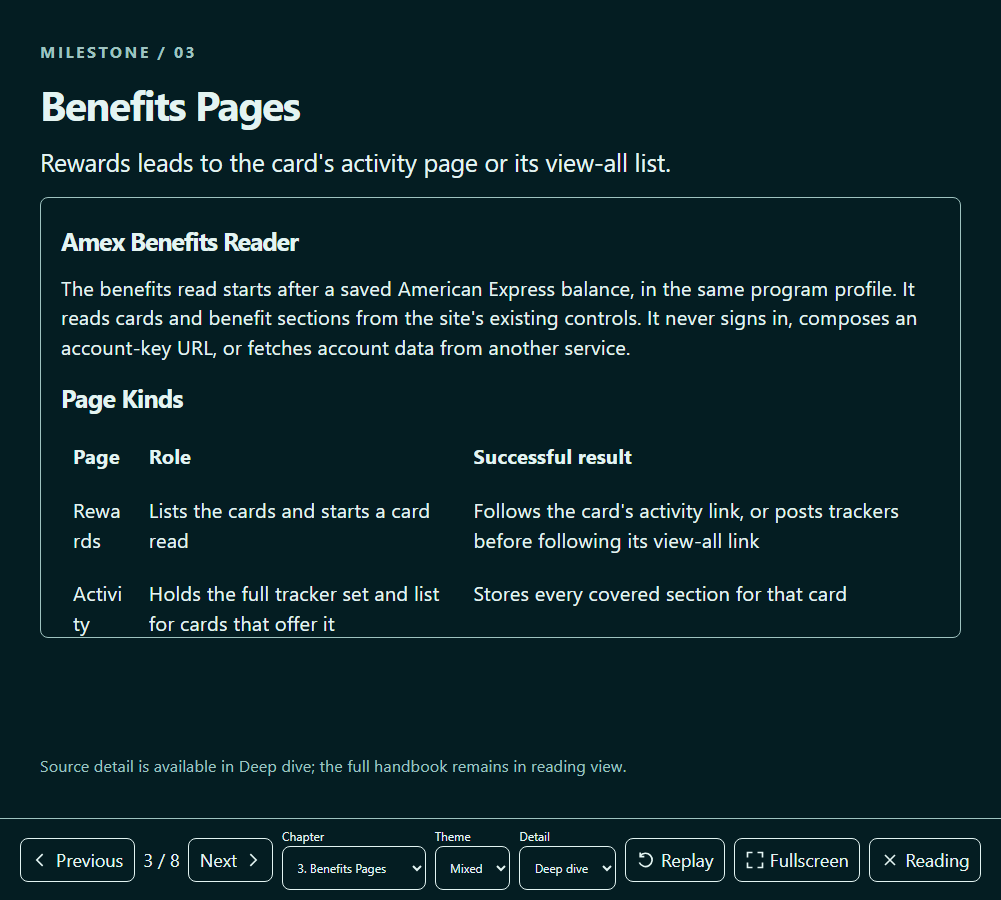 MILESTONE / 03
Benefits Pages
Rewards leads to the card's activity page or its view-all list.
Amex Benefits Reader
The benefits read starts after a saved American Express balance, in the same program profile. It
reads cards and benefit sections from the site's existing controls. It never signs in, composes an
account-key URL, or fetches account data from another service.
Page Kinds
Page Role Successful result
Rewa Lists the cards and starts a card Follows the card's activity link, or posts trackers
rds read before following its view-all link
Activi Holds the full tracker set and list Stores every covered section for that card
ty for cards that offer it
Source detail is available in Deep dive; the full handbook remains in reading view.
Chapter Theme Detail
Previous 3 / 8 Next 3. Benefits Pages Mixed Deep dive Replay Fullscreen Reading